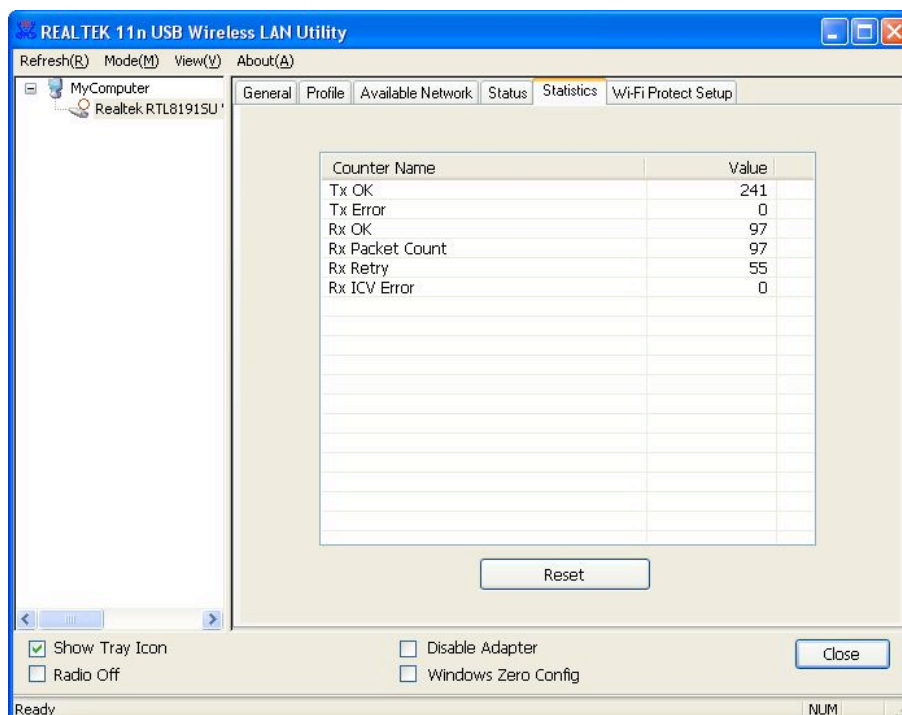 REALTEK 11n USB Wireless LAN Utility
Refresh(R) Mode(M) View(V) About(A)
MyComputer
Realtek RTL8191SU '
General Profile Available Network Status Statistics Wi-Fi Protect Setup
Counter Name Value
Tx OK 241
Tx Error 0
Rx OK 97
Rx Packet Count 97
Rx Retry 55
Rx ICV Error 0
Reset
Show Tray Icon
Radio Off
Disable Adapter
Windows Zero Config
Close
Ready NUM